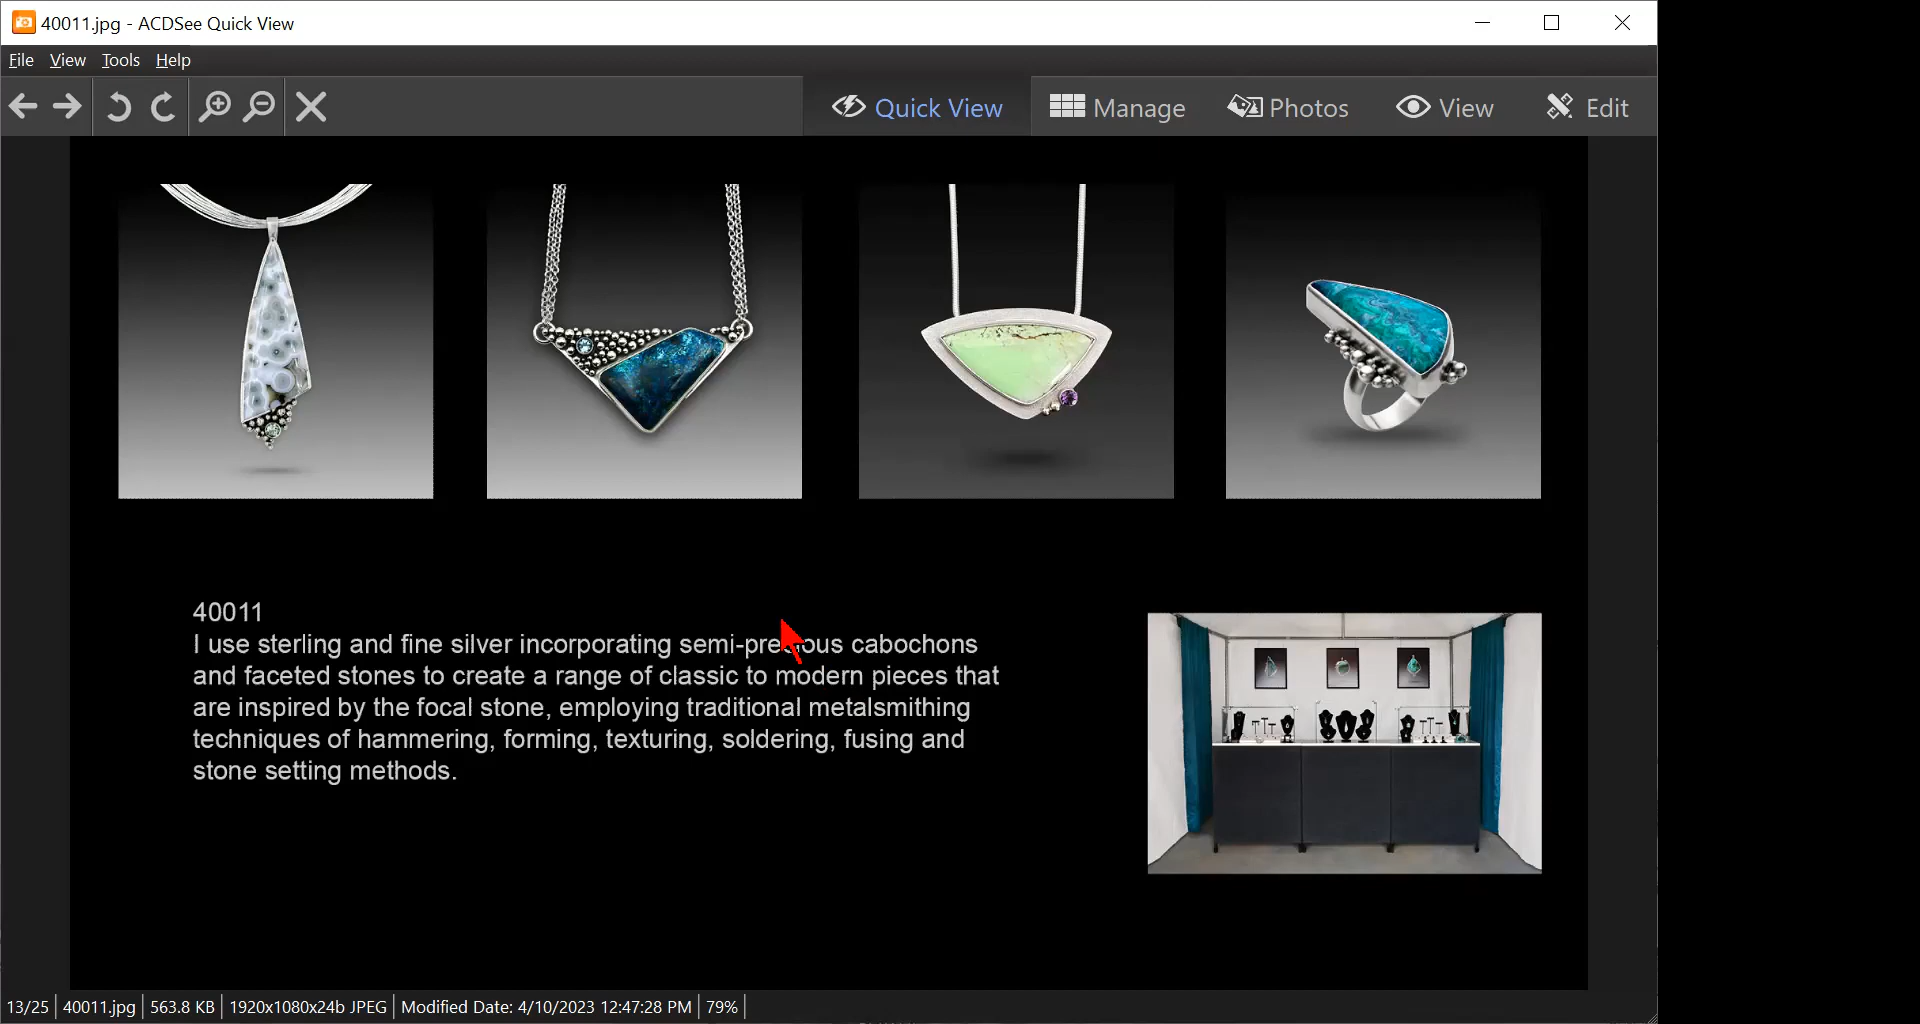 40011.jpg - ACDSee Quick View
File View Tools Help
Quick View Manage Photos View Edit
40011
I use sterling and fine silver incorporating semi-precious cabochons
and faceted stones to create a range of classic to modern pieces that
are inspired by the focal stone, employing traditional metalsmithing
techniques of hammering, forming, texturing, soldering, fusing and
stone setting methods.
13/25 40011.jpg 563.8 KB 1920x1080x24b JPEG Modified Date: 4/10/2023 12:47:28 PM 79%